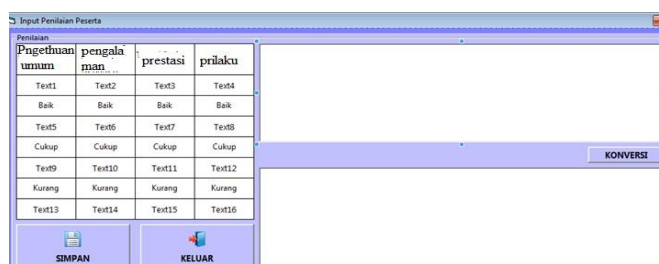 Input Penilaian Peserta
Penilaian
Pngethuan umum pengala man prestasi prilaku
Text1 Text2 Text3 Text4
Baik Baik Baik Baik
Text5 Text6 Text7 Text8
Cukup Cukup Cukup Cukup
Text9 Text10 Text11 Text12
Kurang Kurang Kurang Kurang
Text13 Text14 Text15 Text16
KONVERSI
SIMPAN KELUAR